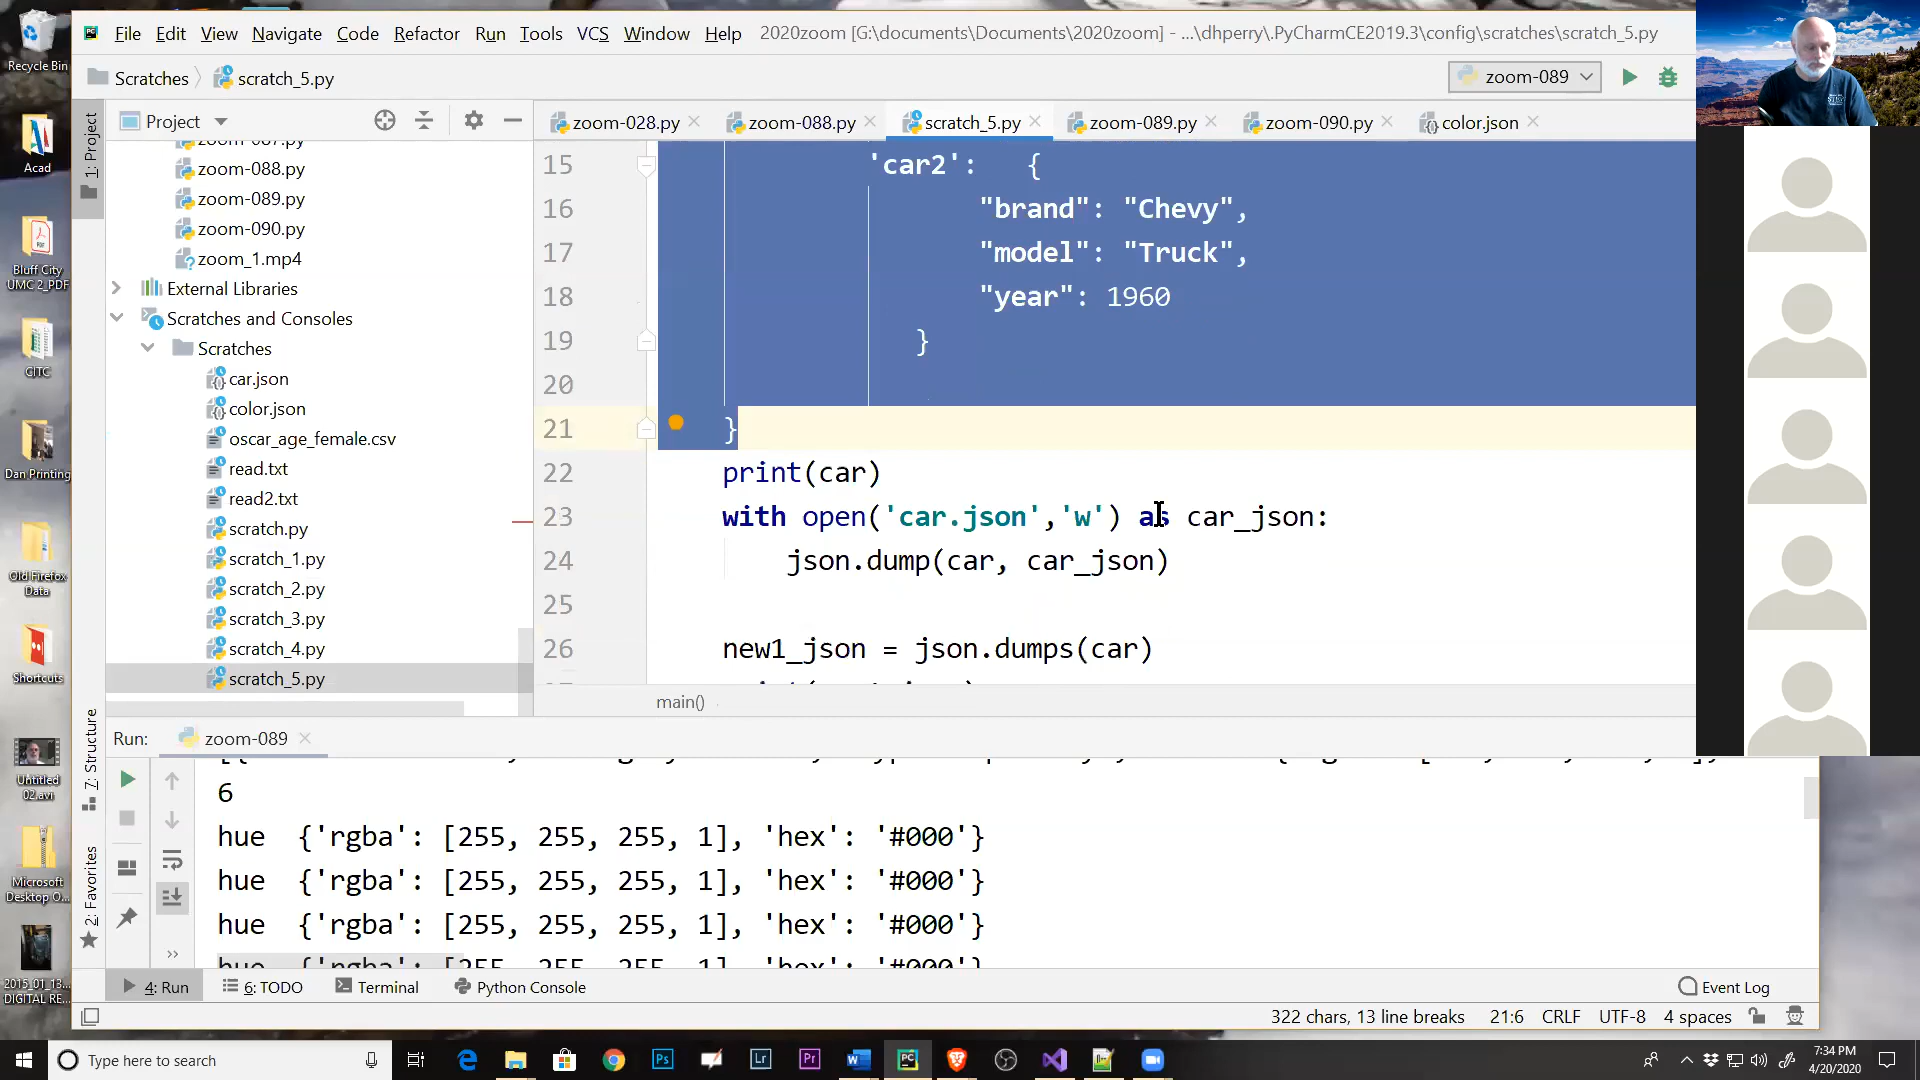 File Edit View Navigate Code Refactor Run Tools VCS Window Help 2020zoom [G:\documents\Documents\2020zoom] - ...\dhperry\.PyCharmCE2019.3\config\scratches\scratch_5.py
Scratches scratch_5.py
zoom-089
Project
zoom-028.py zoom-088.py scratch_5.py zoom-089.py zoom-090.py color.json
1: Project
zoom-087.py
zoom-088.py
zoom-089.py
zoom-090.py
zoom_1.mp4
External Libraries
Scratches and Consoles
Scratches
car.json
color.json
oscar_age_female.csv
read.txt
read2.txt
scratch.py
scratch_1.py
scratch_2.py
scratch_3.py
scratch_4.py
scratch_5.py
15 'car2': {
16 "brand": "Chevy",
17 "model": "Truck",
18 "year": 1960
19 }
20
21 }
22 print(car)
23 with open('car.json','w') as car_json:
24 json.dump(car, car_json)
25
26 new1_json = json.dumps(car)
main()
7: Structure
2: Favorites
Run: zoom-089
6
hue {'rgba': [255, 255, 255, 1], 'hex': '#000'}
hue {'rgba': [255, 255, 255, 1], 'hex': '#000'}
hue {'rgba': [255, 255, 255, 1], 'hex': '#000'}
hue {'rgba': [255, 255, 255, 1], 'hex': '#000'}
4: Run 6: TODO Terminal Python Console Event Log
322 chars, 13 line breaks 21:6 CRLF UTF-8 4 spaces
Recycle Bin
Acad
Bluff City
UMC 2_PDF
CITC
Dan Printing
Old Firefox
Data
Shortcuts
Untitled
02.avi
Microsoft
Desktop O...
2015_01_13...
DIGITAL RE...
Type here to search
7:34 PM
4/20/2020